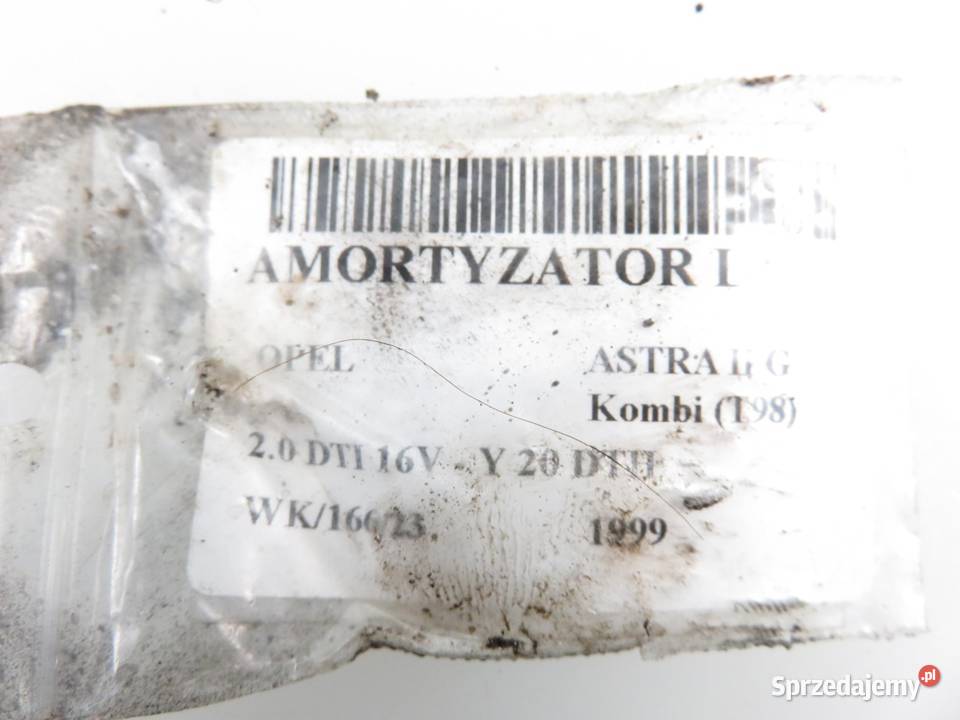 AMORTYZATOR L
OPEL ASTRA II G
Kombi (T98)
2.0 DTI 16V - Y 20 DTH
WK/166/23 1999
Sprzedajemy.pl